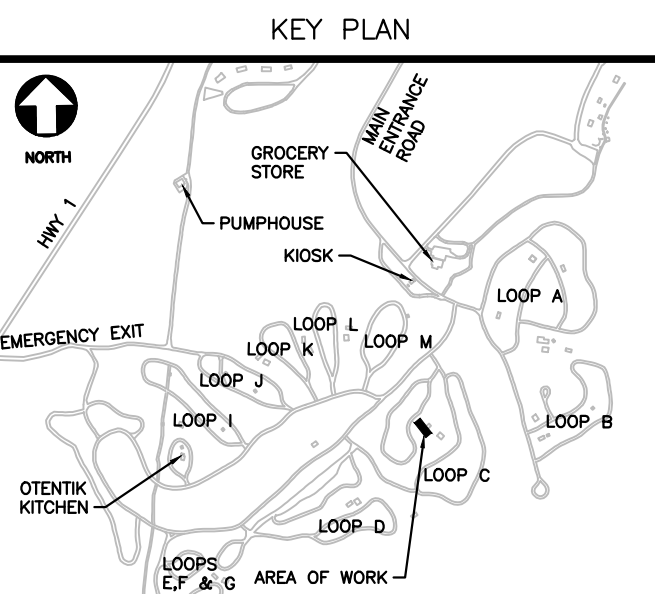 KEY PLAN
NORTH
HWY 1
MAIN
ENTRANCE
ROAD
GROCERY
STORE
PUMPHOUSE
KIOSK
LOOP A
EMERGENCY EXIT
LOOP L
LOOP K
LOOP M
LOOP J
LOOP I
LOOP B
LOOP C
OTENTIK
KITCHEN
LOOP D
LOOPS
E,F & G
AREA OF WORK